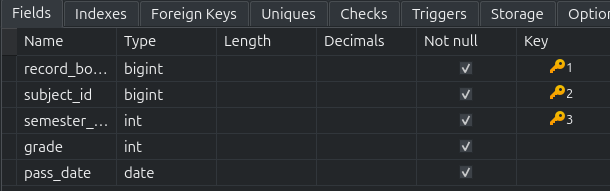 Fields Indexes Foreign Keys Uniques Checks Triggers Storage Option
Name Type Length Decimals Not null Key
record_bo... bigint 1
subject_id bigint 2
semester_... int 3
grade int
pass_date date